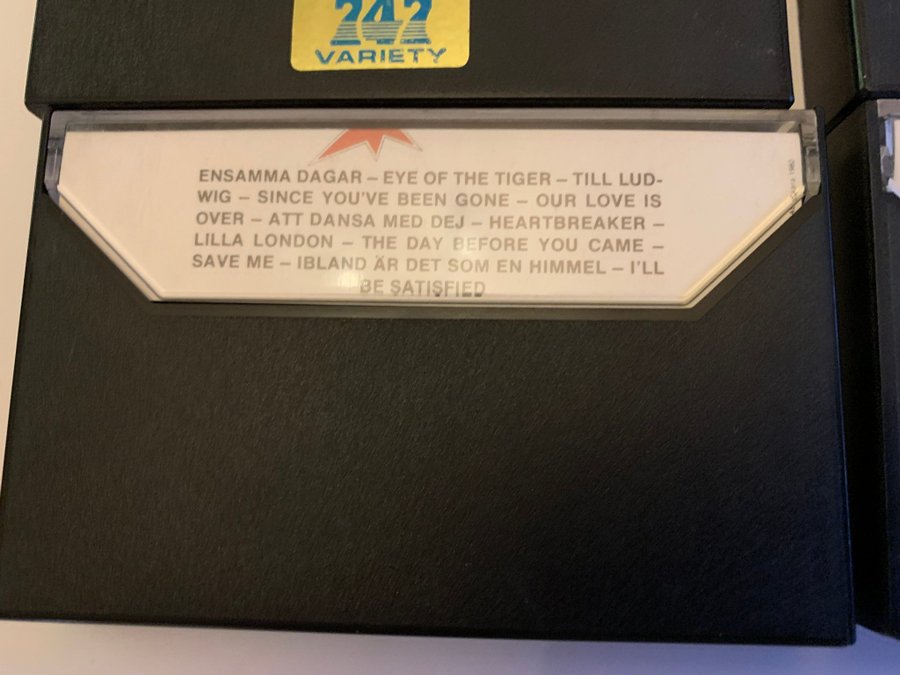 242
VARIETY
ENSAMMA DAGAR – EYE OF THE TIGER – TILL LUD-
WIG – SINCE YOU'VE BEEN GONE – OUR LOVE IS
OVER – ATT DANSA MED DEJ – HEARTBREAKER –
LILLA LONDON – THE DAY BEFORE YOU CAME –
SAVE ME – IBLAND ÄR DET SOM EN HIMMEL – I'LL
BE SATISFIED